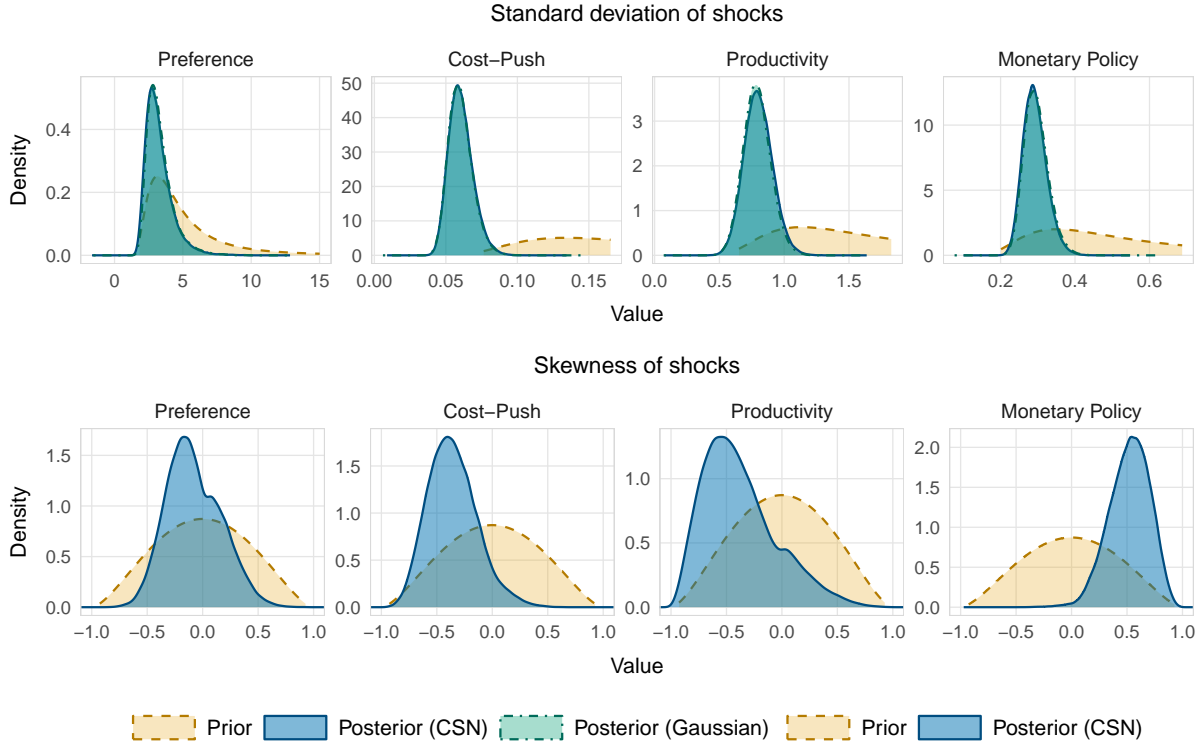 Standard deviation of shocks
Preference Cost−Push Productivity Monetary Policy
Density
0.4
0.2
0.0
0 5 10 15
50
40
30
20
10
0
0.00 0.05 0.10 0.15
3
2
1
0
0.0 0.5 1.0 1.5
10
5
0
0.2 0.4 0.6
Value
Skewness of shocks
Preference Cost−Push Productivity Monetary Policy
Density
1.5
1.0
0.5
0.0
−1.0 −0.5 0.0 0.5 1.0
1.5
1.0
0.5
0.0
−1.0 −0.5 0.0 0.5 1.0
1.0
0.5
0.0
−1.0 −0.5 0.0 0.5 1.0
2.0
1.5
1.0
0.5
0.0
−1.0 −0.5 0.0 0.5 1.0
Value
Prior Posterior (CSN) Posterior (Gaussian) Prior Posterior (CSN)